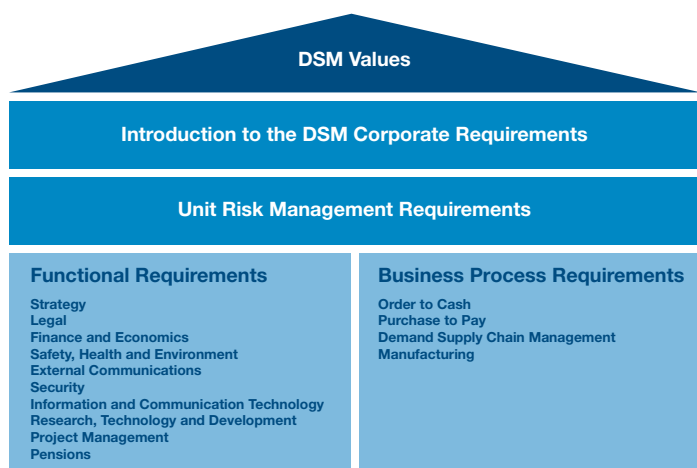 DSM Values
Introduction to the DSM Corporate Requirements
Unit Risk Management Requirements
Functional Requirements
Strategy
Legal
Finance and Economics
Safety, Health and Environment
External Communications
Security
Information and Communication Technology
Research, Technology and Development
Project Management
Pensions
Business Process Requirements
Order to Cash
Purchase to Pay
Demand Supply Chain Management
Manufacturing